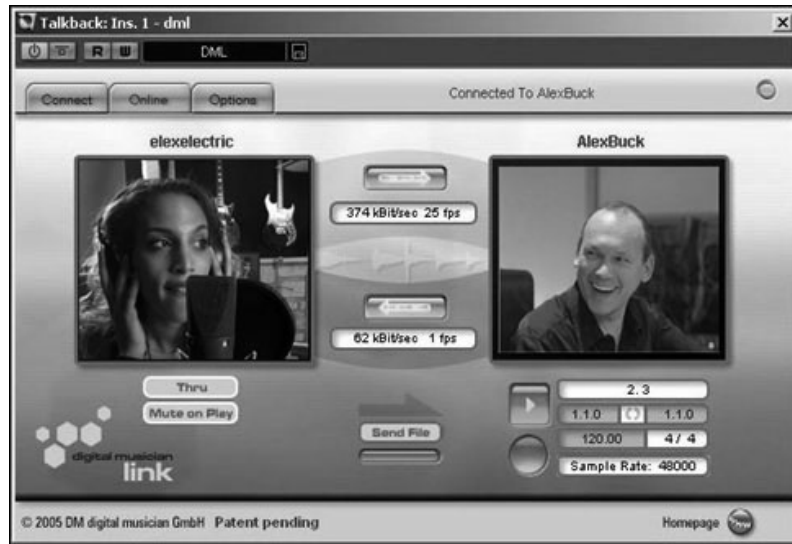 Talkback: Ins. 1 - dml
R W DML
Connect Online Options Connected To AlexBuck
elexelectric AlexBuck
374 kBit/sec 25 fps
62 kBit/sec 1 fps
Thru
Mute on Play
Send File
2.3
1.1.0 1.1.0
120.00 4/4
Sample Rate: 48000
digital musician
link
© 2005 DM digital musician GmbH Patent pending Homepage